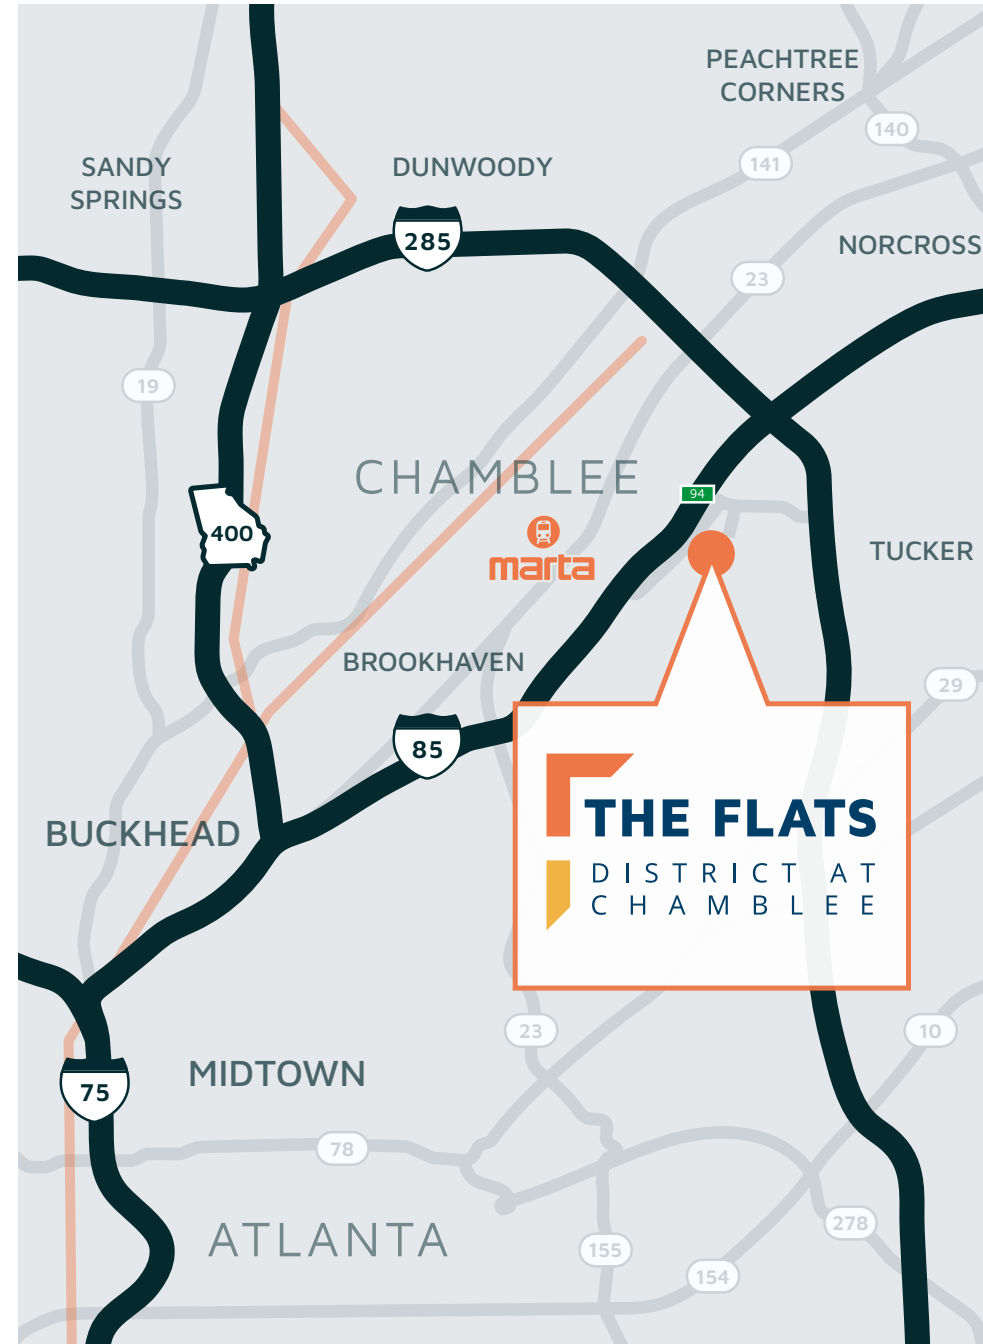 PEACHTREE
CORNERS
140
141
SANDY
SPRINGS
DUNWOODY
285
NORCROSS
23
19
CHAMBLEE
94
400
marta
TUCKER
BROOKHAVEN
29
85
THE FLATS
DISTRICT AT
CHAMBLEE
BUCKHEAD
23
10
MIDTOWN
75
78
278
ATLANTA
155
154